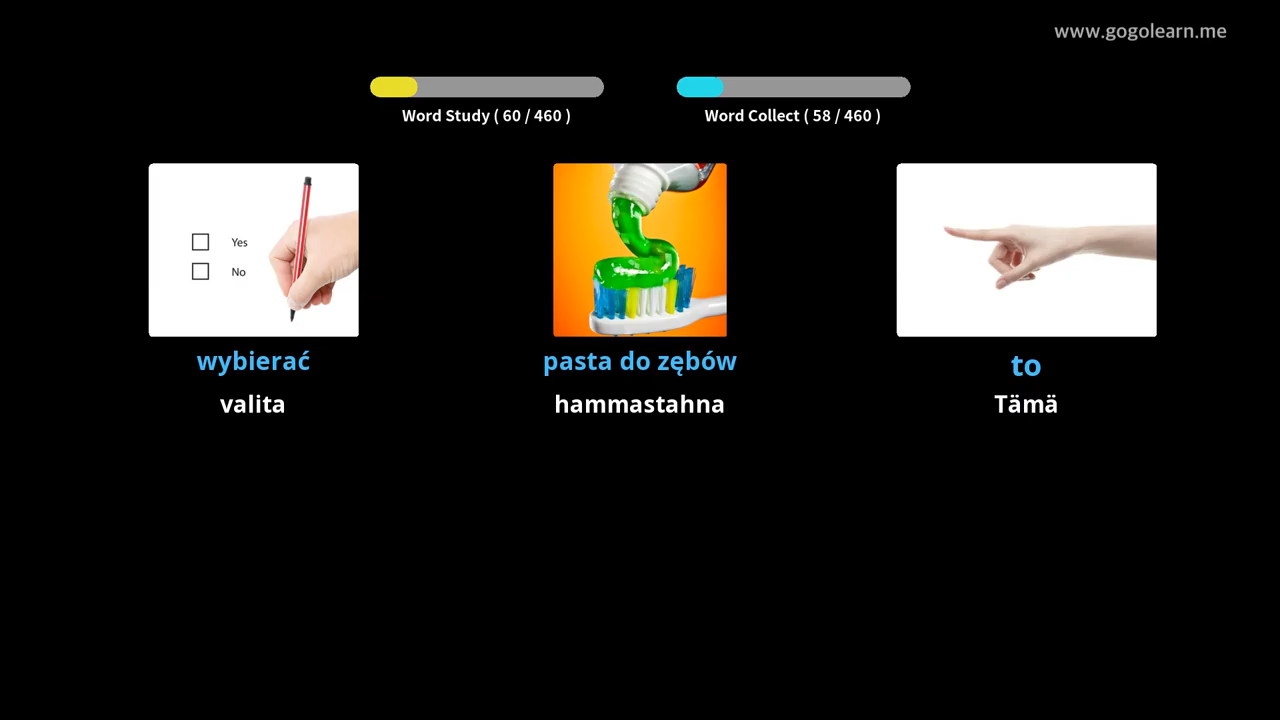 www.gogolearn.me
Word Study ( 60 / 460 )
Word Collect ( 58 / 460 )
Yes
No
wybierać
valita
pasta do zębów
hammastahna
to
Tämä